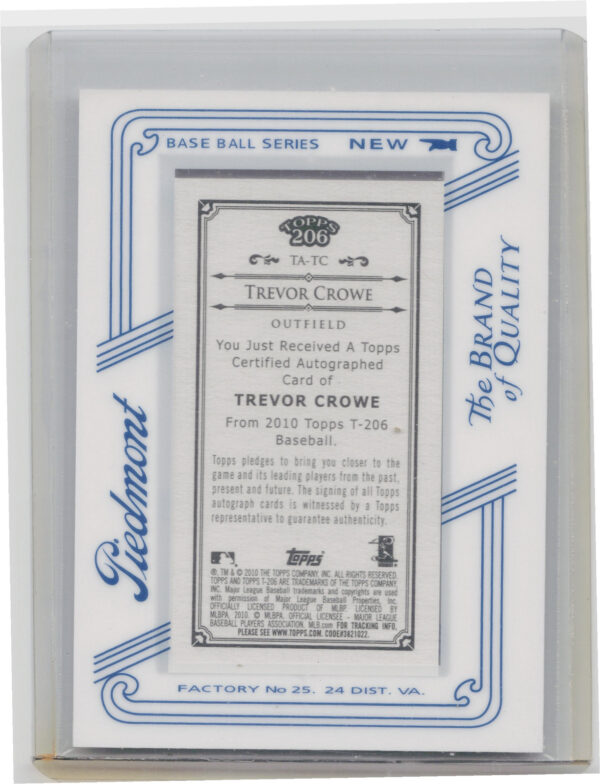 BASE BALL SERIES NEW
Piedmont
The BRAND
of QUALITY
TOPPS
206
TA-TC
TREVOR CROWE
OUTFIELD
You Just Received A Topps
Certified Autographed
Card of
TREVOR CROWE
From 2010 Topps T-206
Baseball.
Topps pledges to bring you closer to the
game and its leading players from the past,
present and future. The signing of all Topps
autograph cards is witnessed by a Topps
representative to guarantee authenticity.
Topps
®, TM & © 2010 THE TOPPS COMPANY, INC. ALL RIGHTS RESERVED.
TOPPS AND TOPPS T-206 ARE TRADEMARKS OF THE TOPPS COMPANY,
INC. Major League Baseball trademarks and copyrights are used
with permission of Major League Baseball Properties, Inc.
OFFICIALLY LICENSED PRODUCT OF MLBP. LICENSED BY
MLBPA, 2010. © MLBPA. OFFICIAL LICENSEE - MAJOR LEAGUE
BASEBALL PLAYERS ASSOCIATION. MLB.com FOR TRACKING INFO,
PLEASE SEE WWW.TOPPS.COM. CODE#3821022.
FACTORY No 25. 24 DIST. VA.